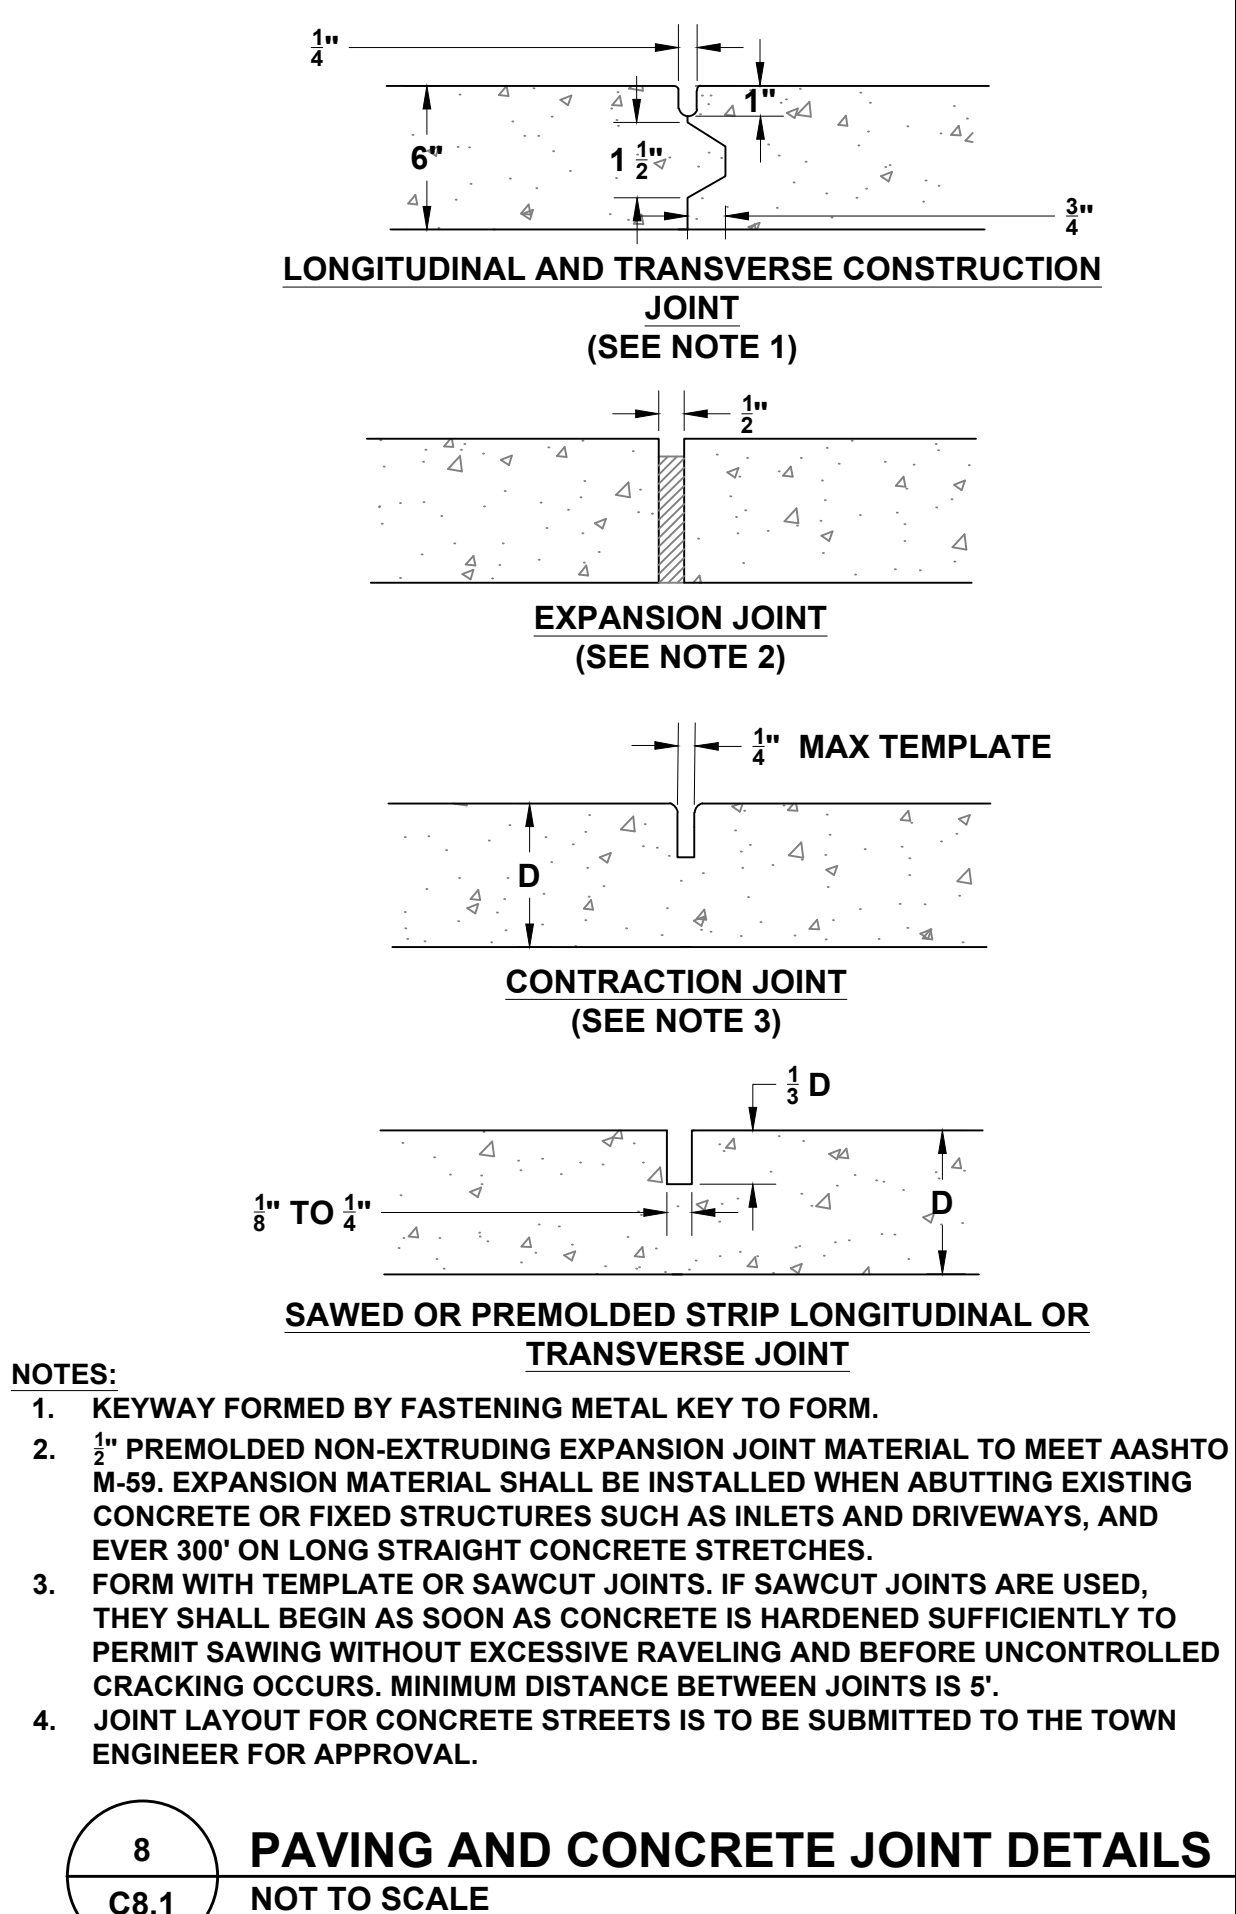 1/4"
1"
6"
1 1/2"
3/4"
LONGITUDINAL AND TRANSVERSE CONSTRUCTION
JOINT
(SEE NOTE 1)
1/2"
EXPANSION JOINT
(SEE NOTE 2)
1/4" MAX TEMPLATE
D
CONTRACTION JOINT
(SEE NOTE 3)
1/3 D
1/8" TO 1/4"
D
SAWED OR PREMOLDED STRIP LONGITUDINAL OR
TRANSVERSE JOINT
NOTES:
1. KEYWAY FORMED BY FASTENING METAL KEY TO FORM.
2. 1/2" PREMOLDED NON-EXTRUDING EXPANSION JOINT MATERIAL TO MEET AASHTO
M-59. EXPANSION MATERIAL SHALL BE INSTALLED WHEN ABUTTING EXISTING
CONCRETE OR FIXED STRUCTURES SUCH AS INLETS AND DRIVEWAYS, AND
EVER 300' ON LONG STRAIGHT CONCRETE STRETCHES.
3. FORM WITH TEMPLATE OR SAWCUT JOINTS. IF SAWCUT JOINTS ARE USED,
THEY SHALL BEGIN AS SOON AS CONCRETE IS HARDENED SUFFICIENTLY TO
PERMIT SAWING WITHOUT EXCESSIVE RAVELING AND BEFORE UNCONTROLLED
CRACKING OCCURS. MINIMUM DISTANCE BETWEEN JOINTS IS 5'.
4. JOINT LAYOUT FOR CONCRETE STREETS IS TO BE SUBMITTED TO THE TOWN
ENGINEER FOR APPROVAL.
8
PAVING AND CONCRETE JOINT DETAILS
C8.1
NOT TO SCALE